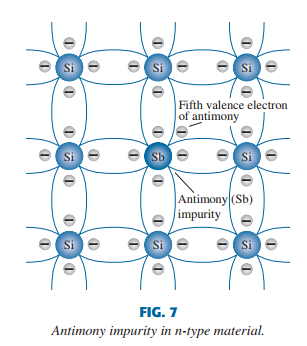 Si Si Si
Fifth valence electron
of antimony
Si Sb Si
Antimony (Sb)
impurity
Si Si Si
FIG. 7
Antimony impurity in n-type material.